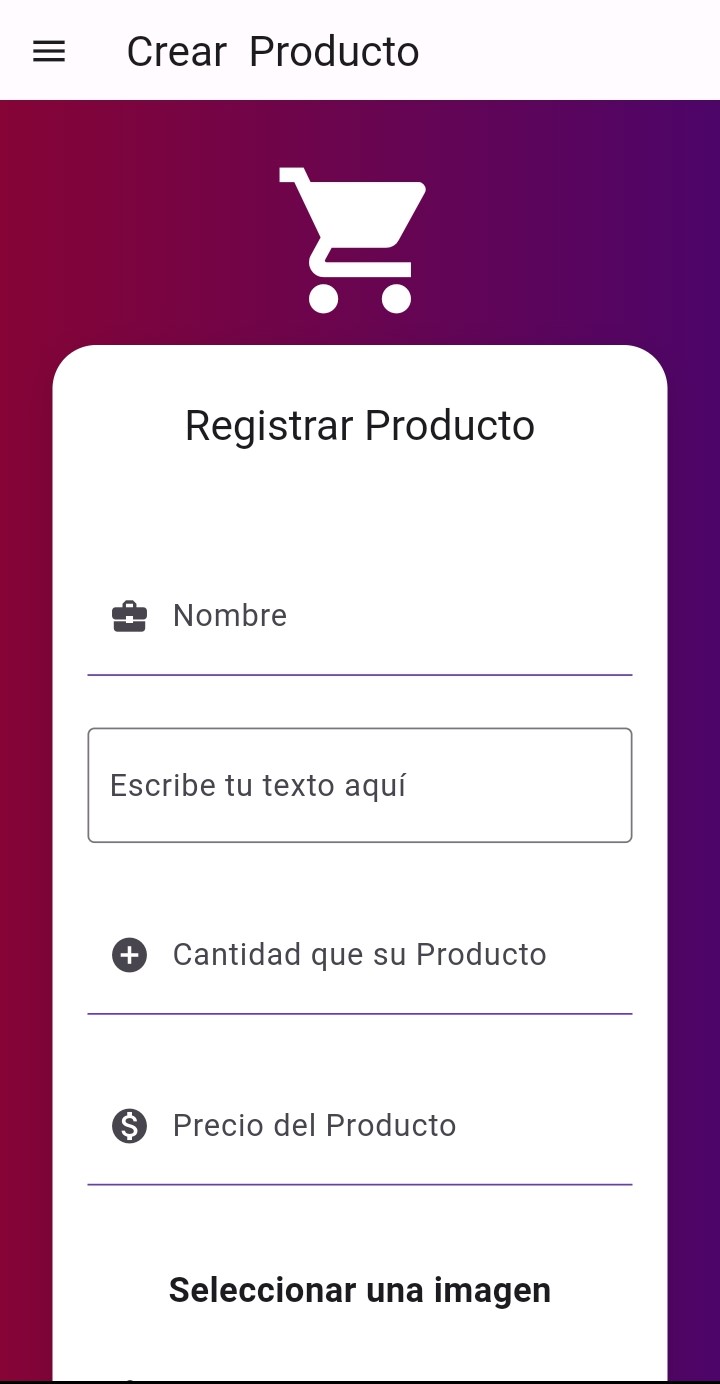 Crear  Producto
Registrar Producto
Nombre
Escribe tu texto aquí
Cantidad que su Producto
Precio del Producto
Seleccionar una imagen